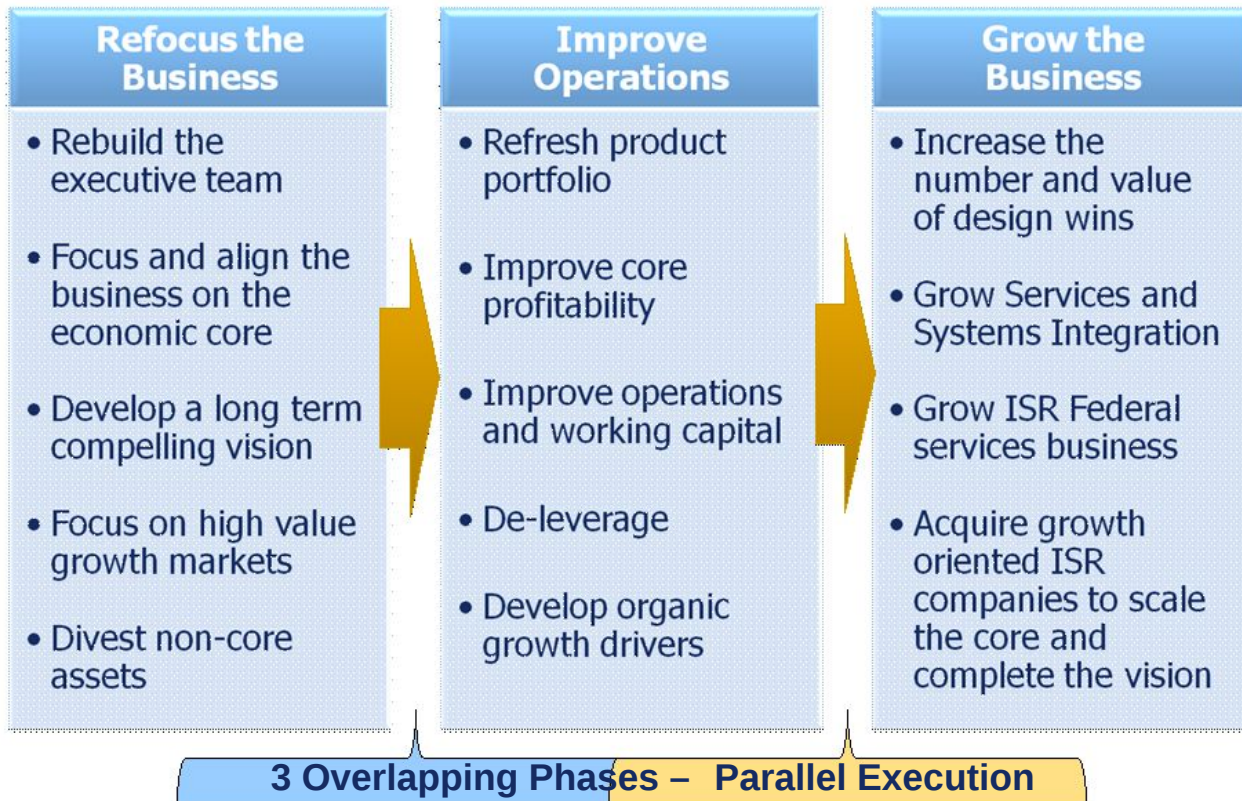 Refocus the
Business
• Rebuild the
executive team
• Focus and align the
business on the
economic core
• Develop a long term
compelling vision
• Focus on high value
growth markets
• Divest non-core
assets
Improve
Operations
• Refresh product
portfolio
• Improve core
profitability
• Improve operations
and working capital
• De-leverage
• Develop organic
growth drivers
Grow the
Business
• Increase the
number and value
of design wins
• Grow Services and
Systems Integration
• Grow ISR Federal
services business
• Acquire growth
oriented ISR
companies to scale
the core and
complete the vision
3 Overlapping Phases – Parallel Execution